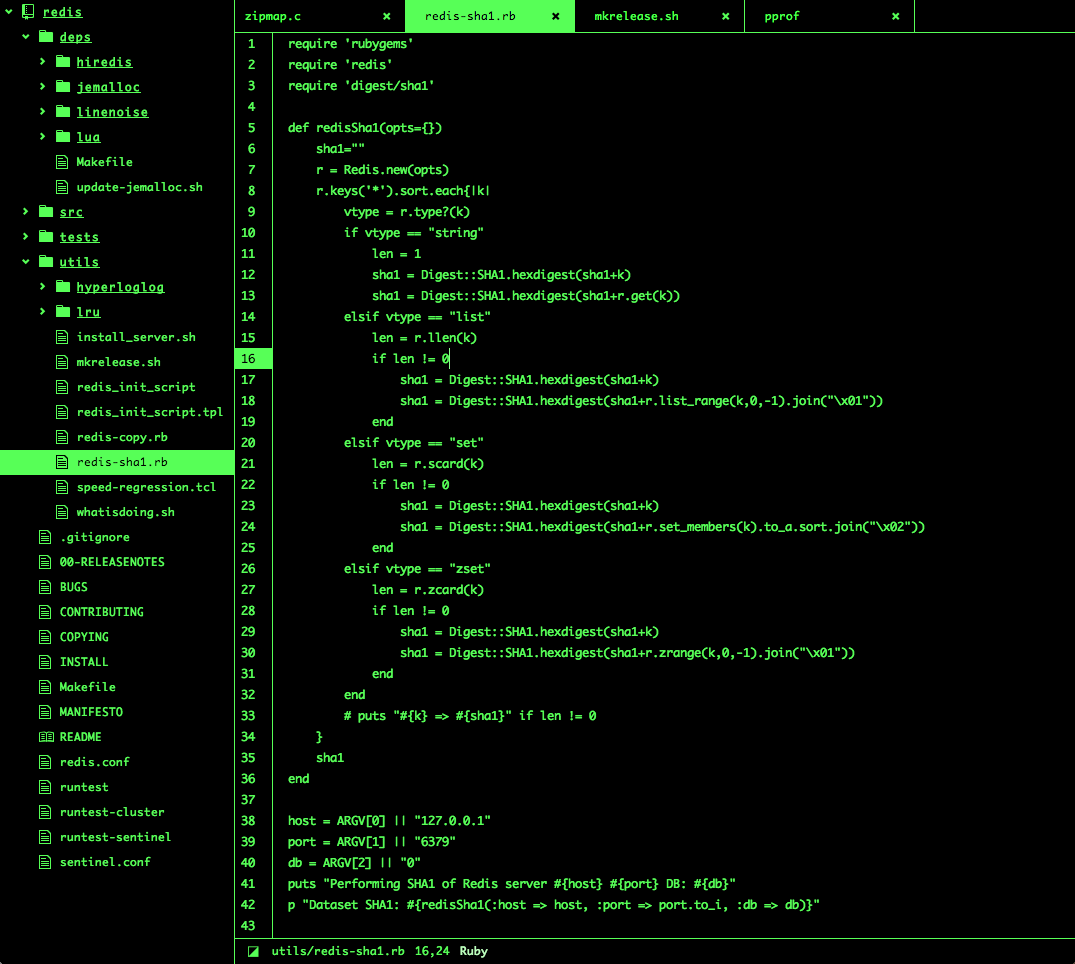 redis
deps
hiredis
jemalloc
linenoise
lua
Makefile
update-jemalloc.sh
src
tests
utils
hyperloglog
lru
install_server.sh
mkrelease.sh
redis_init_script
redis_init_script.tpl
redis-copy.rb
redis-sha1.rb
speed-regression.tcl
whatisdoing.sh
.gitignore
00-RELEASENOTES
BUGS
CONTRIBUTING
COPYING
INSTALL
Makefile
MANIFESTO
README
redis.conf
runtest
runtest-cluster
runtest-sentinel
sentinel.conf
zipmap.c × redis-sha1.rb × mkrelease.sh × pprof ×
1 require 'rubygems'
2 require 'redis'
3 require 'digest/sha1'
4
5 def redisSha1(opts={})
6     sha1=""
7     r = Redis.new(opts)
8     r.keys('*').sort.each{|k|
9         vtype = r.type?(k)
10         if vtype == "string"
11             len = 1
12             sha1 = Digest::SHA1.hexdigest(sha1+k)
13             sha1 = Digest::SHA1.hexdigest(sha1+r.get(k))
14         elsif vtype == "list"
15             len = r.llen(k)
16             if len != 0
17                 sha1 = Digest::SHA1.hexdigest(sha1+k)
18                 sha1 = Digest::SHA1.hexdigest(sha1+r.list_range(k,0,-1).join("\x01"))
19             end
20         elsif vtype == "set"
21             len = r.scard(k)
22             if len != 0
23                 sha1 = Digest::SHA1.hexdigest(sha1+k)
24                 sha1 = Digest::SHA1.hexdigest(sha1+r.set_members(k).to_a.sort.join("\x02"))
25             end
26         elsif vtype == "zset"
27             len = r.zcard(k)
28             if len != 0
29                 sha1 = Digest::SHA1.hexdigest(sha1+k)
30                 sha1 = Digest::SHA1.hexdigest(sha1+r.zrange(k,0,-1).join("\x01"))
31             end
32         end
33         # puts "#{k} => #{sha1}" if len != 0
34     }
35     sha1
36 end
37
38 host = ARGV[0] || "127.0.0.1"
39 port = ARGV[1] || "6379"
40 db = ARGV[2] || "0"
41 puts "Performing SHA1 of Redis server #{host} #{port} DB: #{db}"
42 p "Dataset SHA1: #{redisSha1(:host => host, :port => port.to_i, :db => db)}"
43
utils/redis-sha1.rb 16,24 Ruby